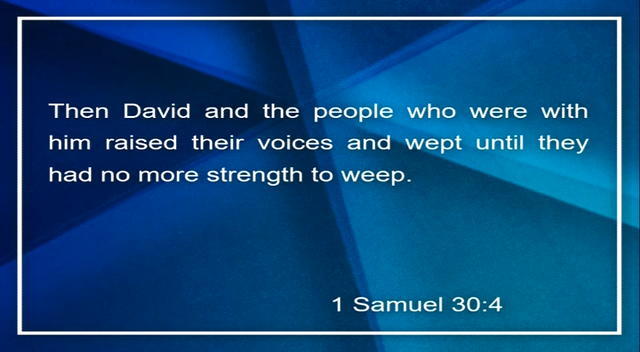 Then David and the people who were with
him raised their voices and wept until they
had no more strength to weep.
1 Samuel 30:4